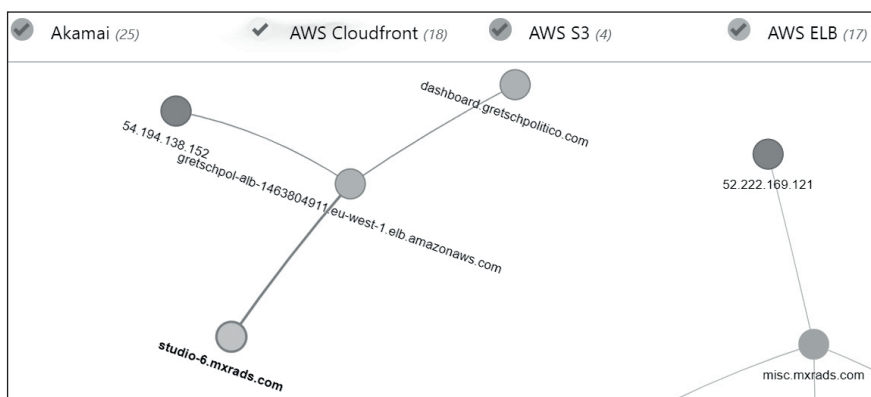 Akamai (25)
AWS Cloudfront (18)
AWS S3 (4)
AWS ELB (17)
dashboard.gretschpolitico.com
54.194.138.152
gretschpol-alb-1463804911.eu-west-1.elb.amazonaws.com
52.222.169.121
studio-6.mxrads.com
misc.mxrads.com